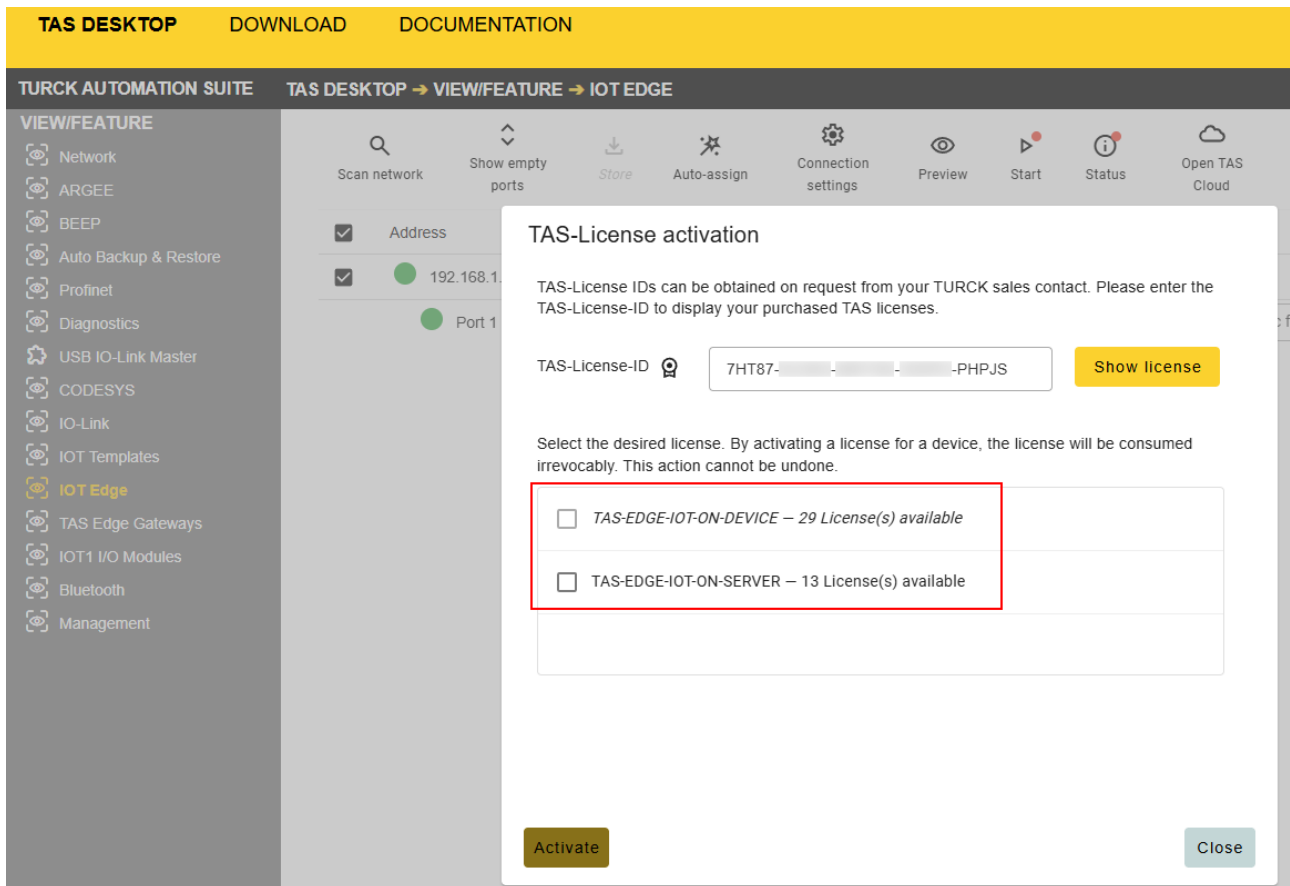 TAS DESKTOP DOWNLOAD DOCUMENTATION
TURCK AUTOMATION SUITE TAS DESKTOP ➔ VIEW/FEATURE ➔ IOT EDGE
VIEW/FEATURE
Network
ARGEE
BEEP
Auto Backup & Restore
Profinet
Diagnostics
USB IO-Link Master
CODESYS
IO-Link
IOT Templates
IOT Edge
TAS Edge Gateways
IOT1 I/O Modules
Bluetooth
Management
Scan network
Show empty
ports
Store
Auto-assign
Connection
settings
Preview
Start
Status
Open TAS
Cloud
Address
192.168.1.
Port 1
TAS-License activation
TAS-License IDs can be obtained on request from your TURCK sales contact. Please enter the
TAS-License-ID to display your purchased TAS licenses.
TAS-License-ID 7HT87- - - -PHPJS Show license
Select the desired license. By activating a license for a device, the license will be consumed
irrevocably. This action cannot be undone.
TAS-EDGE-IOT-ON-DEVICE — 29 License(s) available
TAS-EDGE-IOT-ON-SERVER — 13 License(s) available
Activate Close